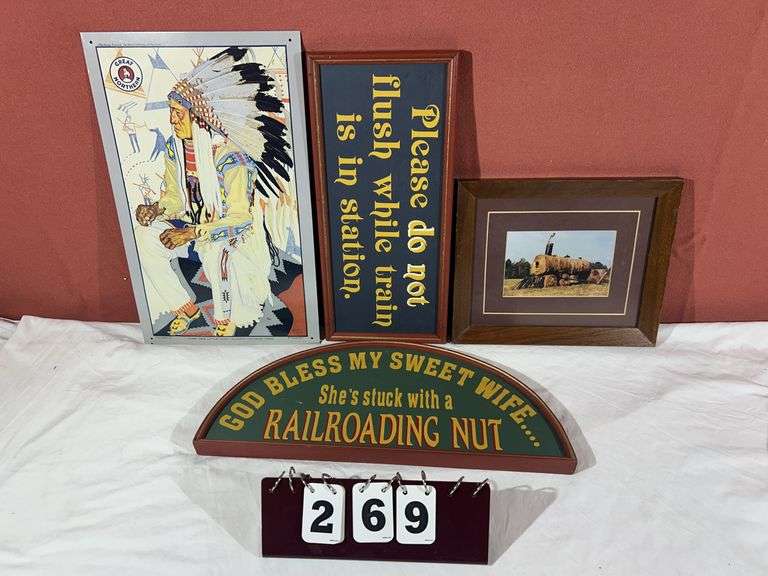 GREAT
NORTHERN
Please do not
flush while train
is in station.
GOD BLESS MY SWEET WIFE....
She's stuck with a
RAILROADING NUT
269